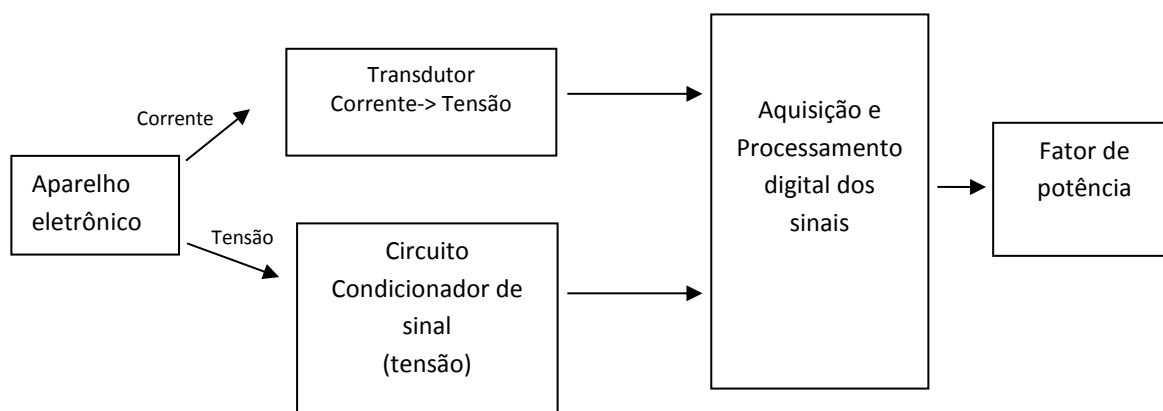 Aparelho
eletrônico
Corrente
Tensão
Transdutor
Corrente-> Tensão
Circuito
Condicionador de
sinal
(tensão)
Aquisição e
Processamento
digital dos
sinais
Fator de
potência